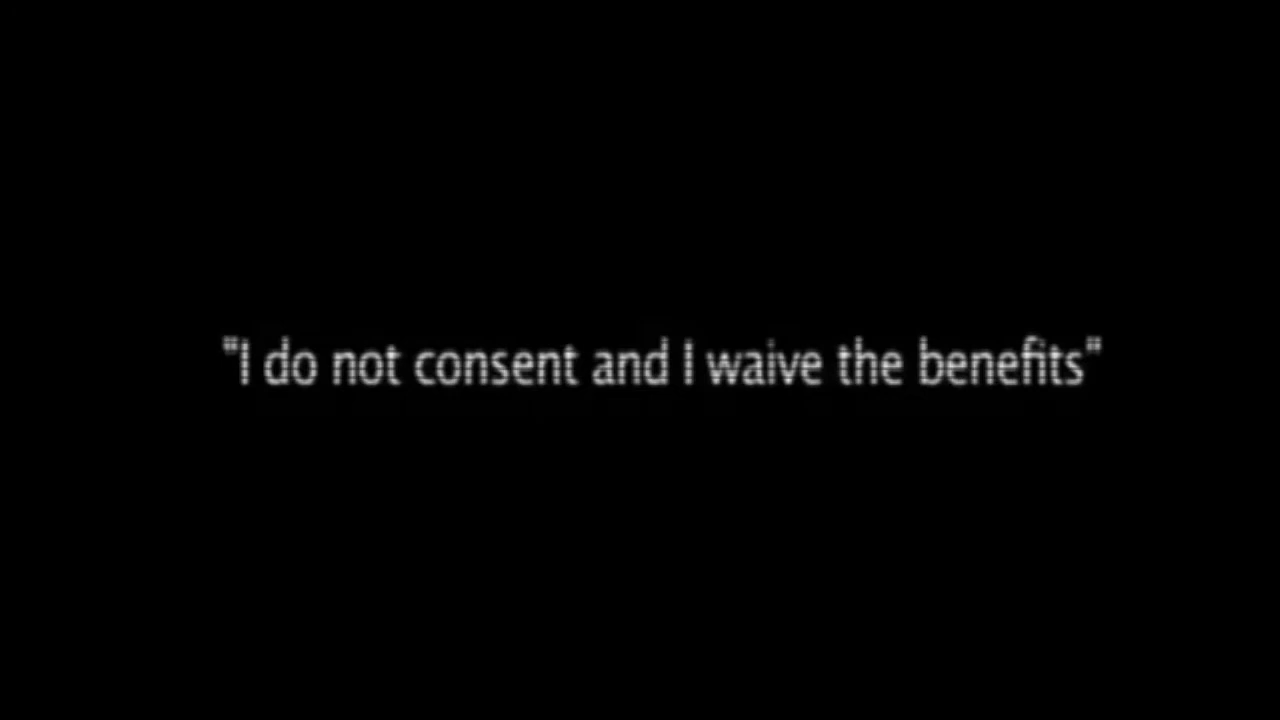 "I do not consent and I waive the benefits"